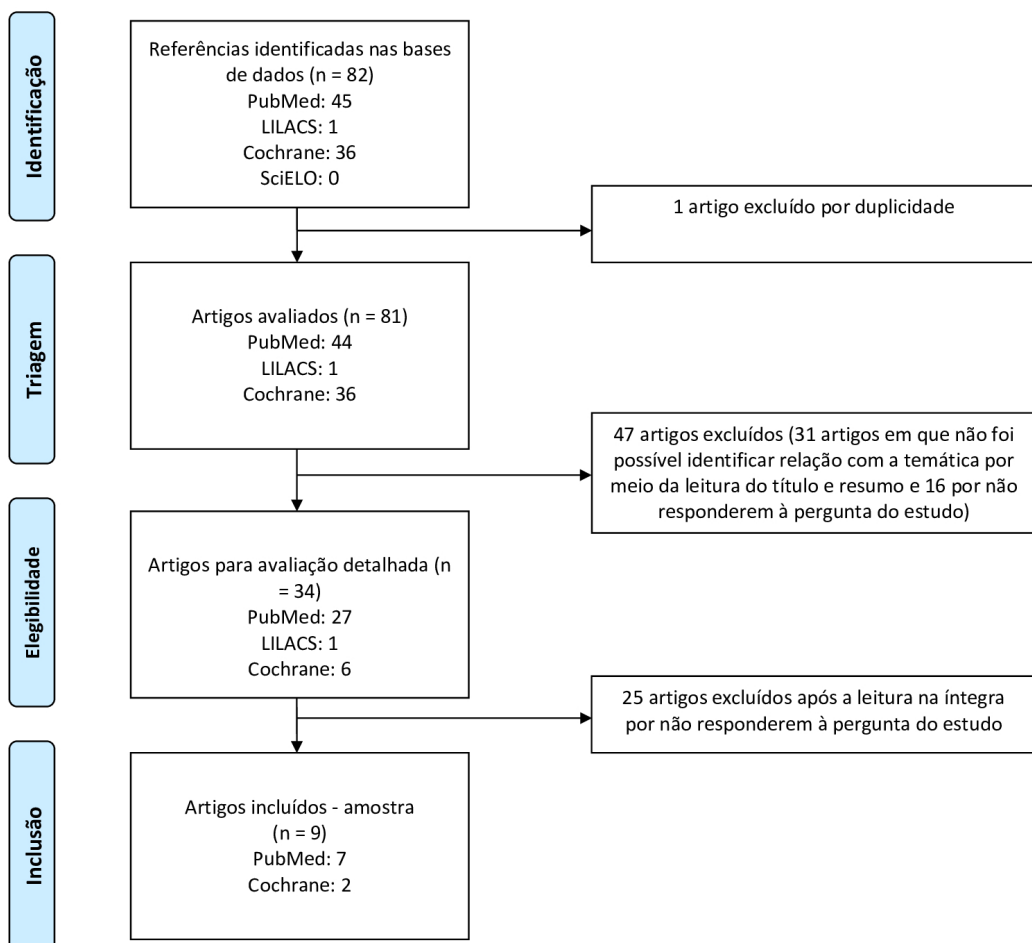 Identificação
Referências identificadas nas bases
de dados (n = 82)
PubMed: 45
LILACS: 1
Cochrane: 36
SciELO: 0
1 artigo excluído por duplicidade
Triagem
Artigos avaliados (n = 81)
PubMed: 44
LILACS: 1
Cochrane: 36
47 artigos excluídos (31 artigos em que não foi
possível identificar relação com a temática por
meio da leitura do título e resumo e 16 por não
responderem à pergunta do estudo)
Elegibilidade
Artigos para avaliação detalhada (n
= 34)
PubMed: 27
LILACS: 1
Cochrane: 6
25 artigos excluídos após a leitura na íntegra
por não responderem à pergunta do estudo
Inclusão
Artigos incluídos - amostra
(n = 9)
PubMed: 7
Cochrane: 2